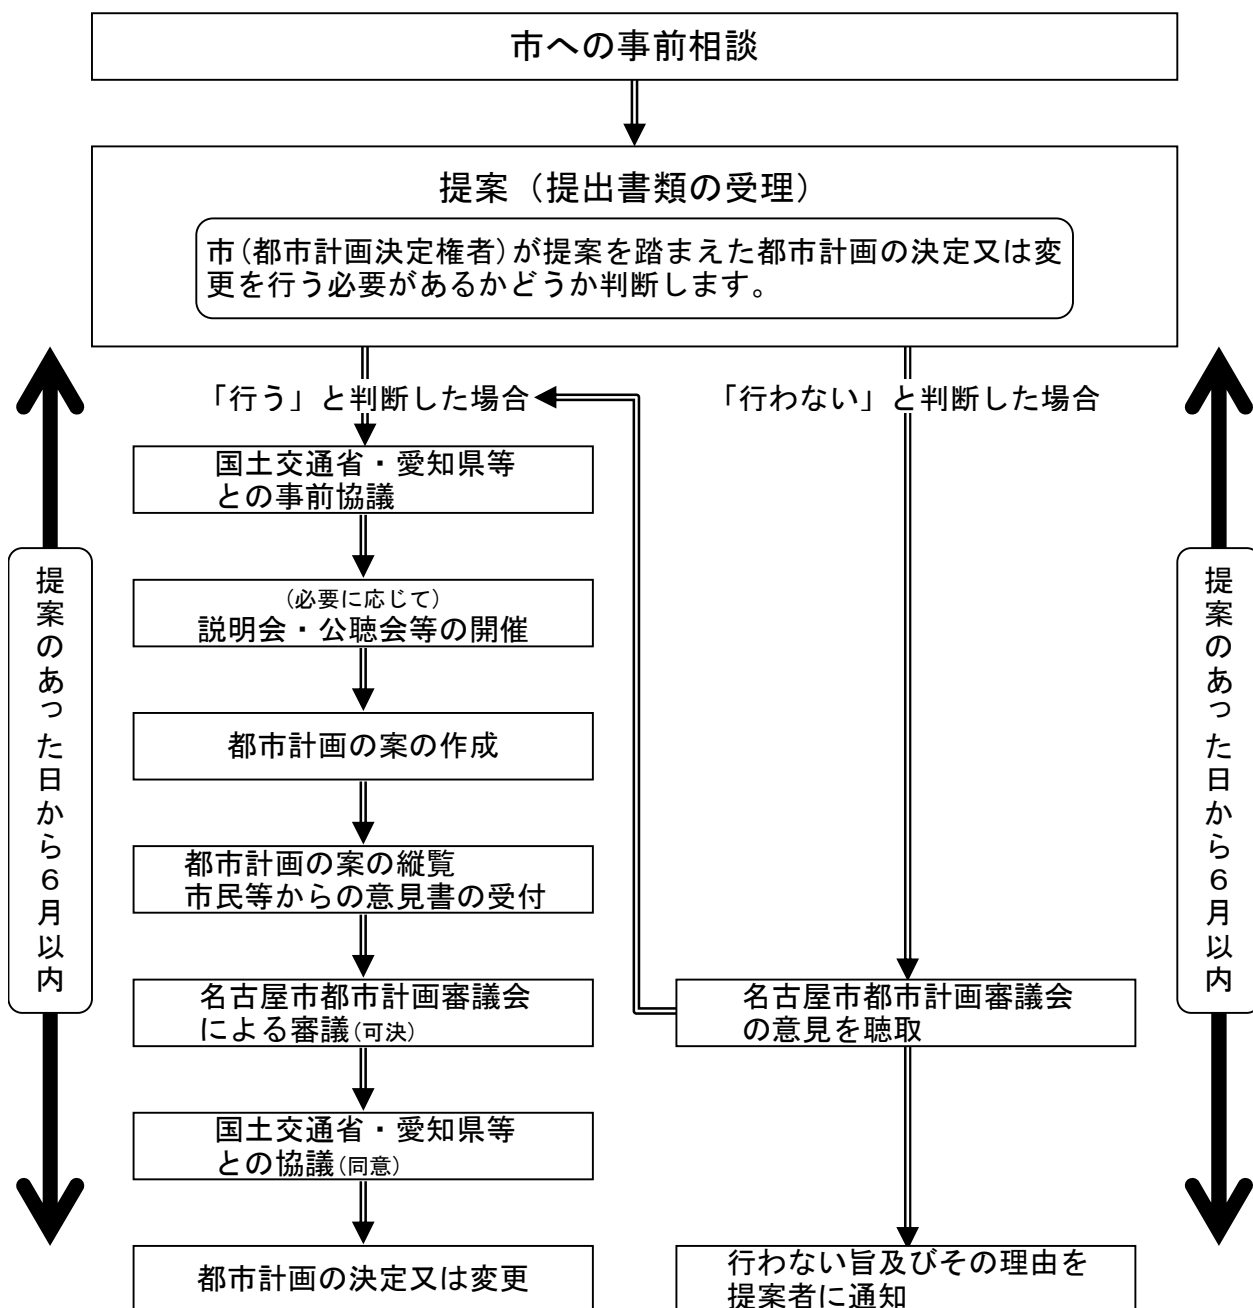 市への事前相談
提案（提出書類の受理）
市(都市計画決定権者)が提案を踏まえた都市計画の決定又は変
更を行う必要があるかどうか判断します。
「行う」と判断した場合
「行わない」と判断した場合
国土交通省・愛知県等
との事前協議
(必要に応じて)
説明会・公聴会等の開催
都市計画の案の作成
都市計画の案の縦覧
市民等からの意見書の受付
名古屋市都市計画審議会
による審議(可決)
国土交通省・愛知県等
との協議(同意)
都市計画の決定又は変更
名古屋市都市計画審議会
の意見を聴取
行わない旨及びその理由を
提案者に通知
提案のあった日から６月以内
提案のあった日から６月以内